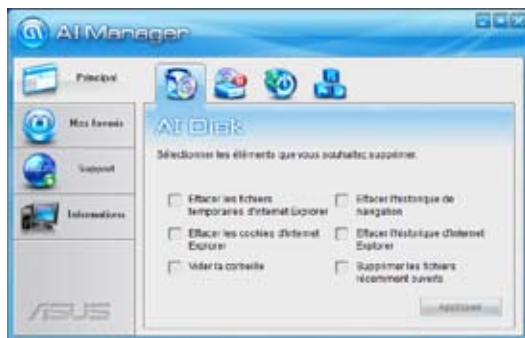 AI Manager
Principal
Mes favoris
Support
Informations
AI Disk
Sélectionner les éléments que vous souhaitez supprimer.
Effacer les fichiers
temporaires d'Internet Explorer
Effacer l'historique de
navigation
Effacer les cookies d'Internet
Explorer
Effacer l'historique d'Internet
Explorer
Vider la corbeille
Supprimer les fichiers
récemment ouverts
Appliquer
ASUS